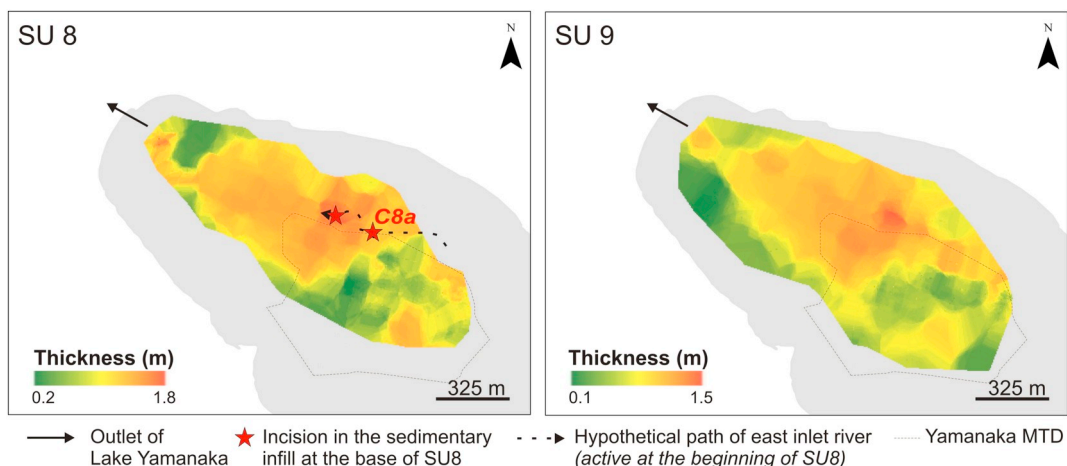 SU 8
N
C8a
Thickness (m)
0.2 1.8
325 m
SU 9
N
Thickness (m)
0.1 1.5
325 m
Outlet of
Lake Yamanaka
Incision in the sedimentary
infill at the base of SU8
Hypothetical path of east inlet river
(active at the beginning of SU8)
Yamanaka MTD